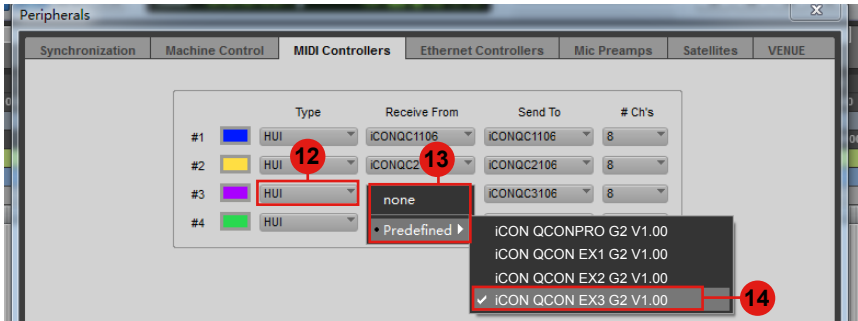 Peripherals
Synchronization Machine Control MIDI Controllers Ethernet Controllers Mic Preamps Satellites VENUE
Type Receive From Send To # Ch's
#1 HUI iCONQC1106 iCONQC1106 8
#2 HUI iCONQC2 iCONQC2106 8
12 13
#3 HUI none iCONQC3106 8
#4 HUI Predefined
iCON QCONPRO G2 V1.00
iCON QCON EX1 G2 V1.00
iCON QCON EX2 G2 V1.00
iCON QCON EX3 G2 V1.00 14